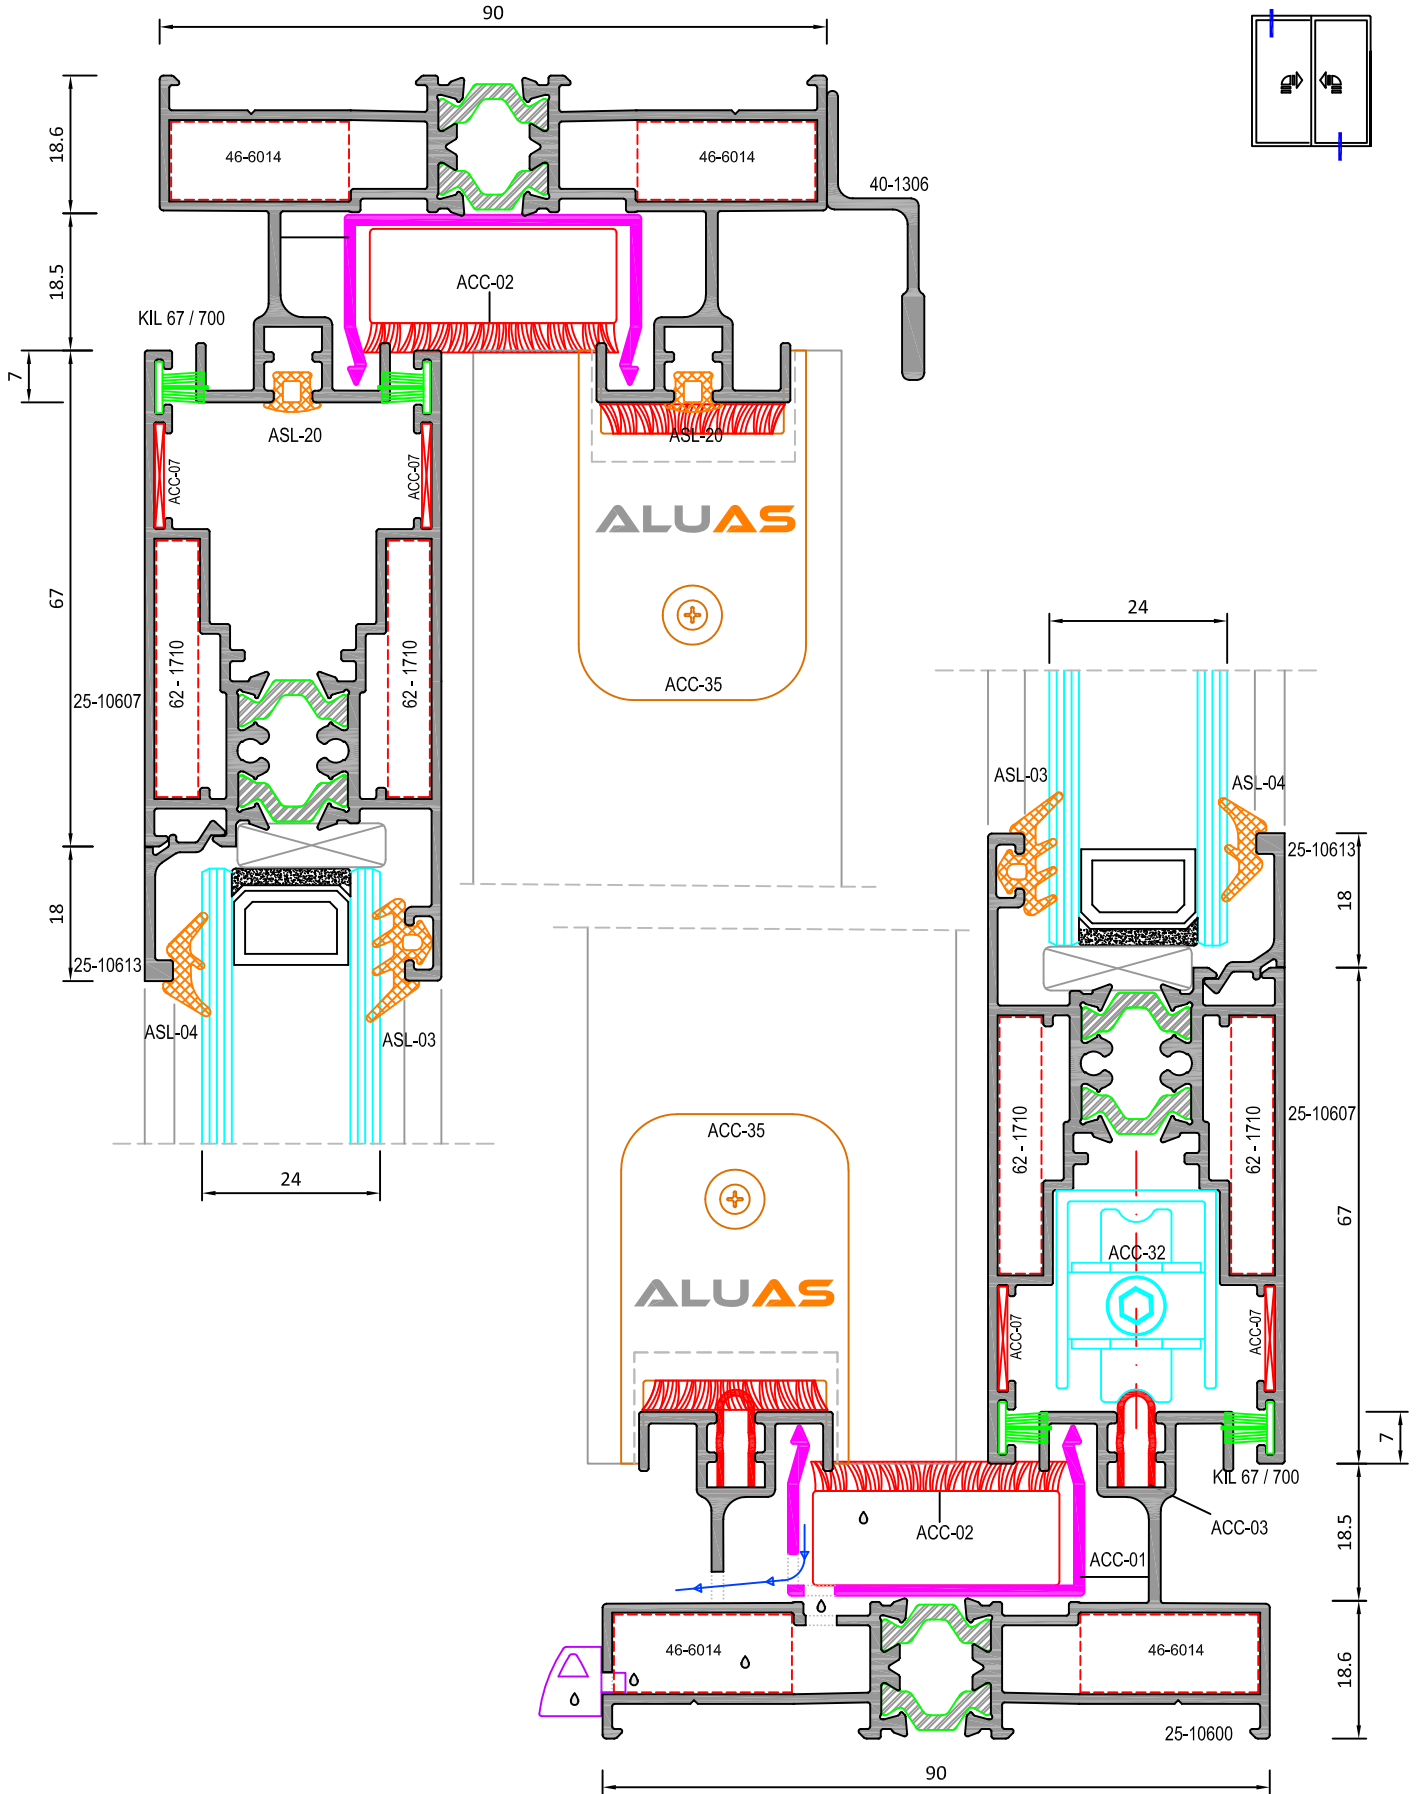 90
18.6
46-6014
46-6014
40-1306
18.5
ACC-02
KİL 67 / 700
7
ASL-20
ASL-20
ACC-07
ACC-07
ALUAS
67
24
62 - 1710
62 - 1710
ACC-35
25-10607
ASL-03
ASL-04
25-10613
18
18
25-10613
ASL-04
ASL-03
24
ACC-35
62 - 1710
62 - 1710
25-10607
67
ACC-32
ALUAS
ACC-07
ACC-07
7
KİL 67 / 700
ACC-02
ACC-03
18.5
ACC-01
46-6014
46-6014
18.6
25-10600
90